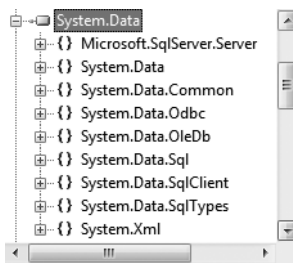 System.Data
{} Microsoft.SqlServer.Server
{} System.Data
{} System.Data.Common
{} System.Data.Odbc
{} System.Data.OleDb
{} System.Data.Sql
{} System.Data.SqlClient
{} System.Data.SqlTypes
{} System.Xml